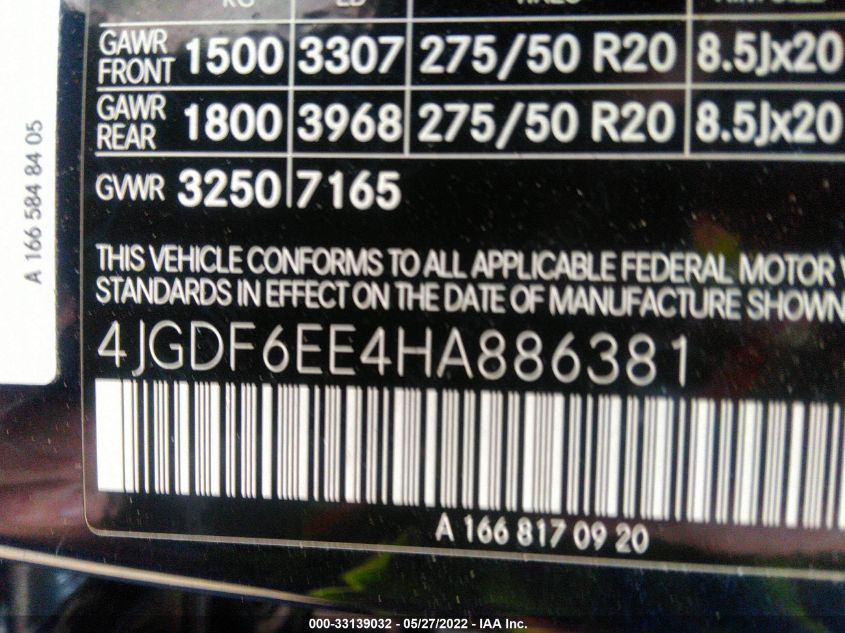 GAWR FRONT 1500 3307 275/50 R20 8.5Jx20
GAWR REAR 1800 3968 275/50 R20 8.5Jx20
GVWR 3250 7165
THIS VEHICLE CONFORMS TO ALL APPLICABLE FEDERAL MOTOR V
STANDARDS IN EFFECT ON THE DATE OF MANUFACTURE SHOWN
4JGDF6EE4HA886381
A 166 817 09 20
A 166 584 84 05
000-33139032 - 05/27/2022 - IAA Inc.